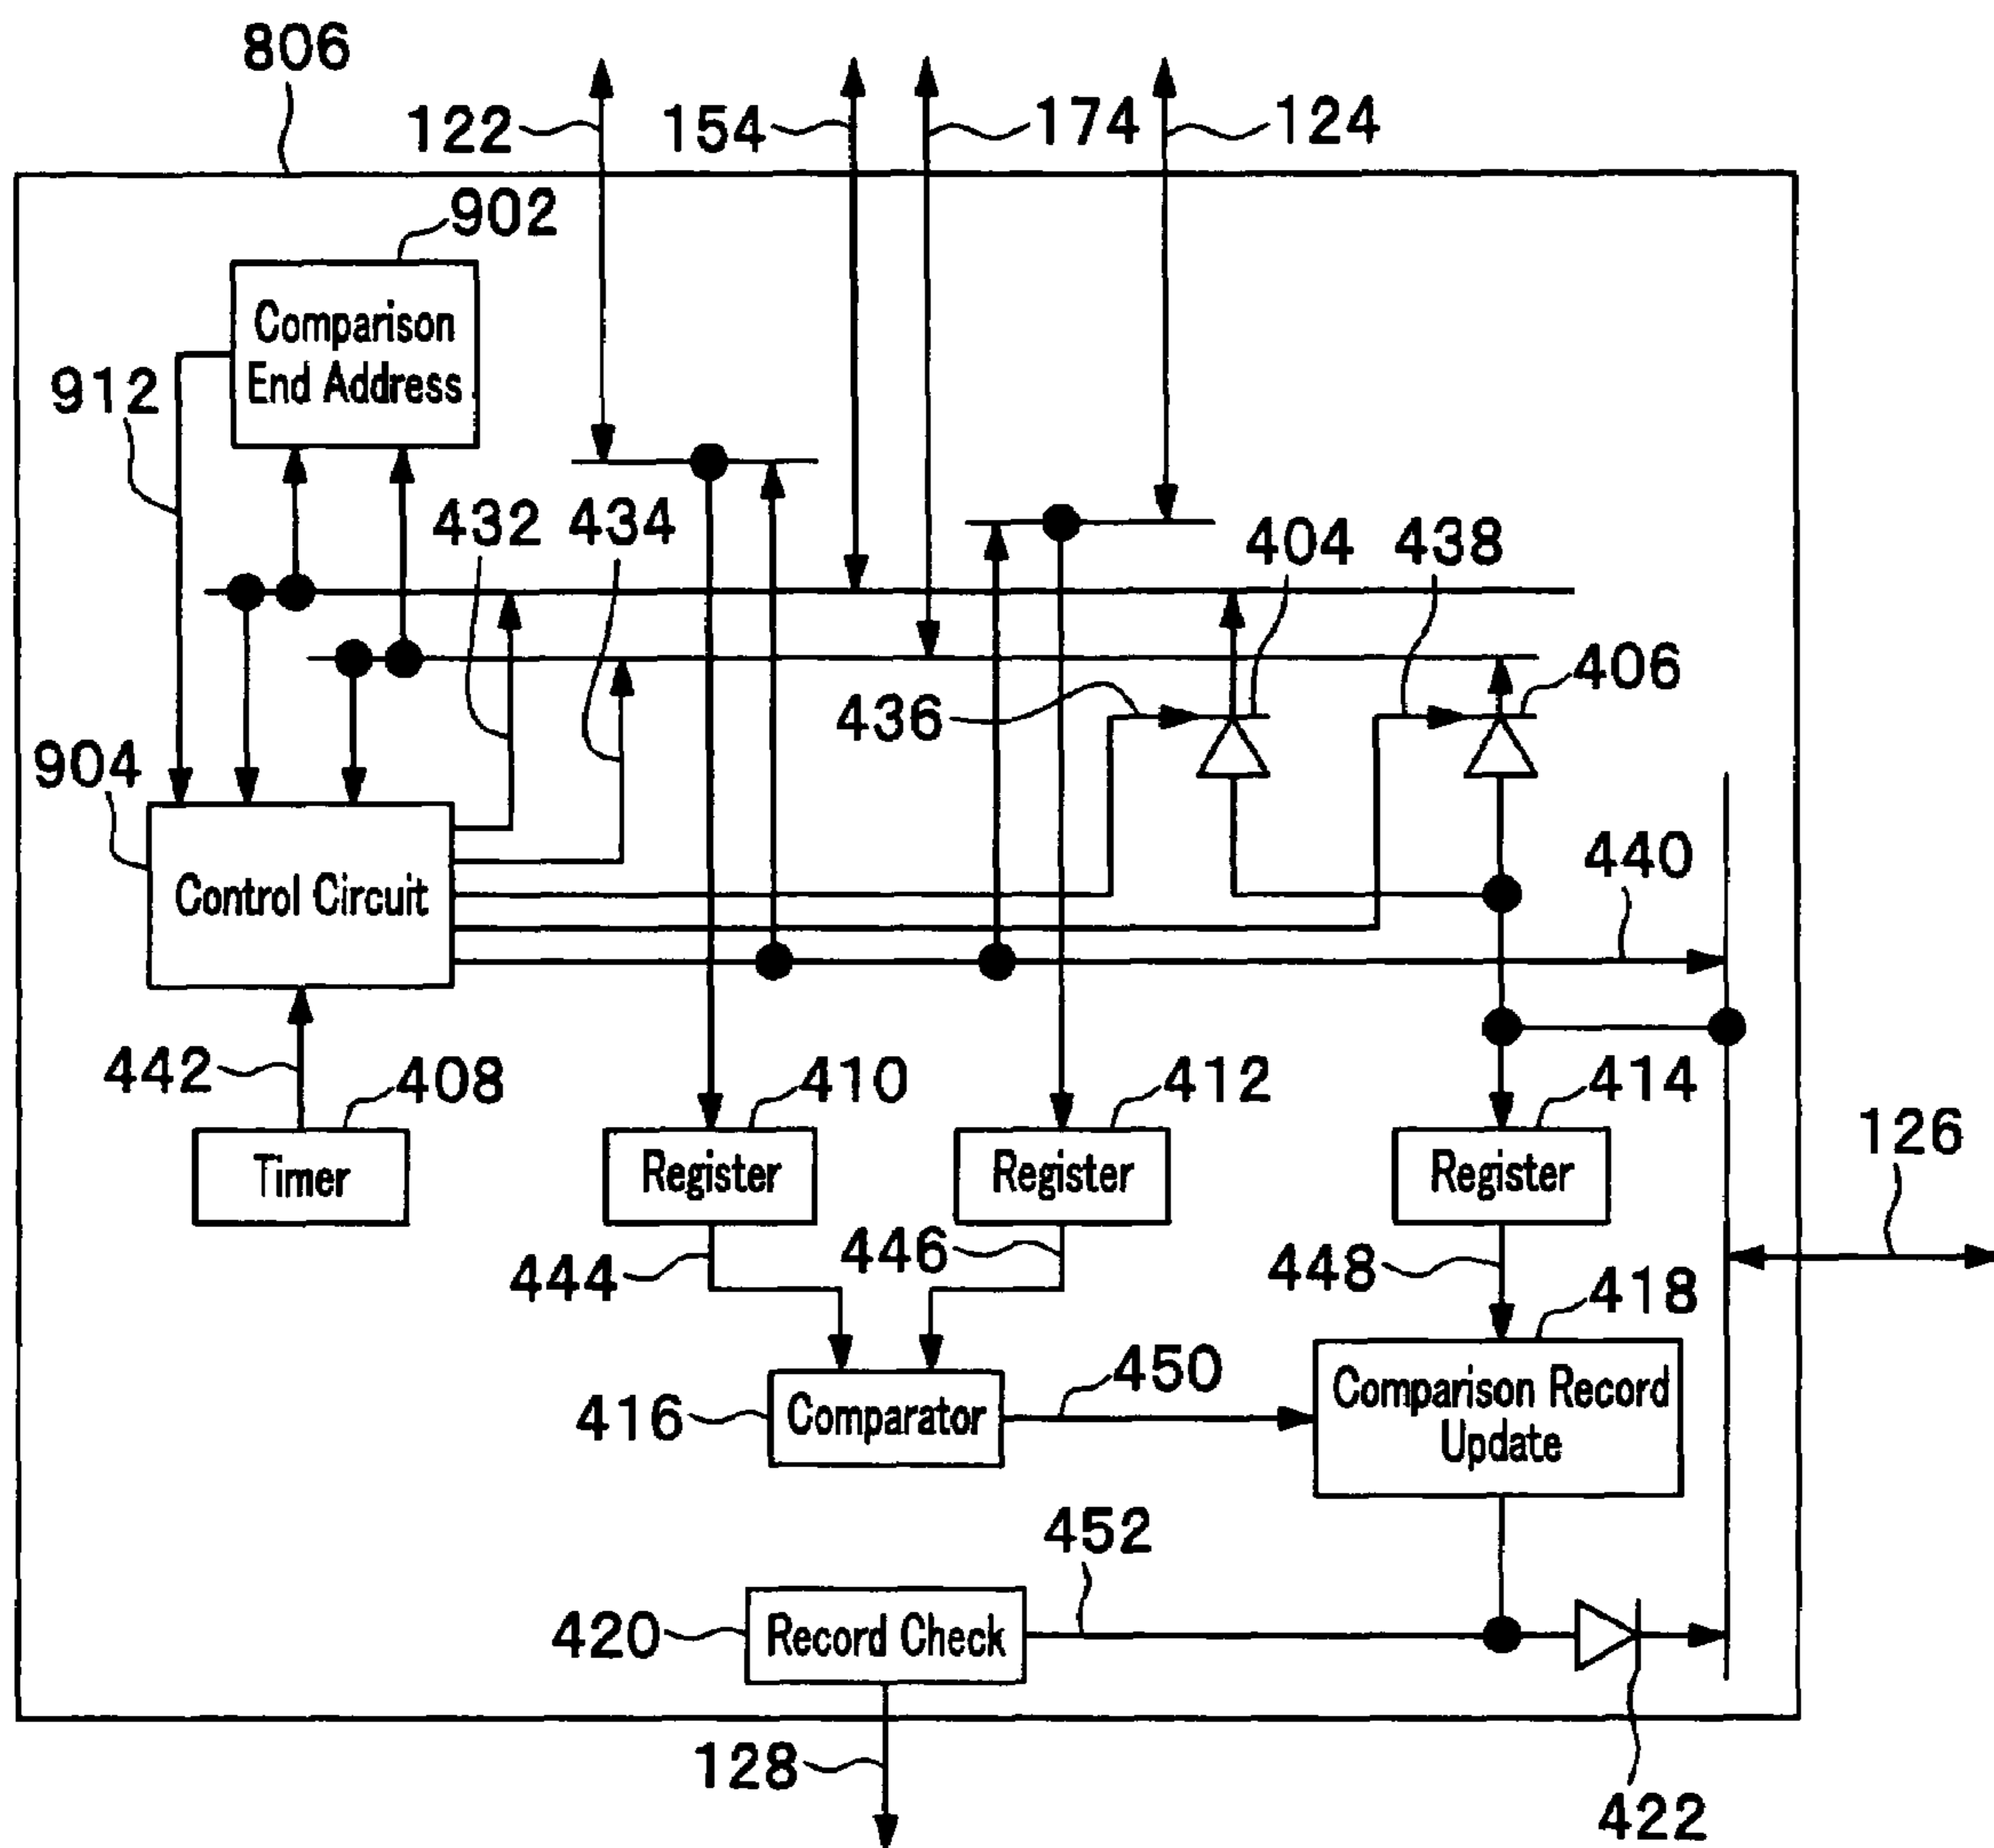 806
122
154
174
124
902
Comparison
End Address
912
432
434
404
438
436
406
904
Control Circuit
440
442
408
410
412
414
126
Timer
Register
Register
Register
444
446
448
418
450
416
Comparator
Comparison Record
Update
452
420
Record Check
128
422